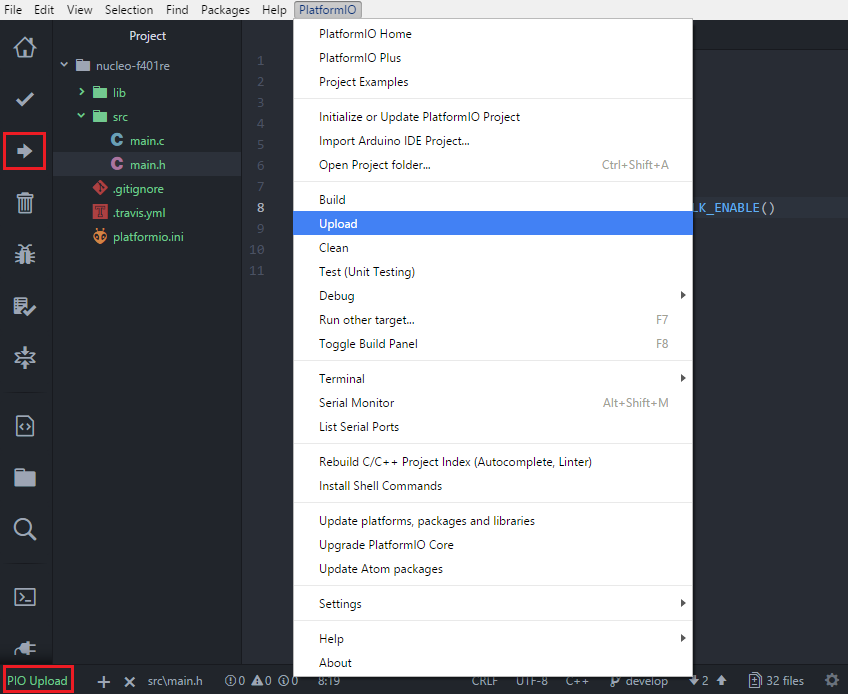 File Edit View Selection Find Packages Help PlatformIO
Project
nucleo-f401re
lib
src
main.c
main.h
.gitignore
.travis.yml
platformio.ini
1
2
3
4
5
6
7
8
9
10
11
LK_ENABLE()
PlatformIO Home
PlatformIO Plus
Project Examples
Initialize or Update PlatformIO Project
Import Arduino IDE Project...
Open Project folder... Ctrl+Shift+A
Build
Upload
Clean
Test (Unit Testing)
Debug
Run other target... F7
Toggle Build Panel F8
Terminal
Serial Monitor Alt+Shift+M
List Serial Ports
Rebuild C/C++ Project Index (Autocomplete, Linter)
Install Shell Commands
Update platforms, packages and libraries
Upgrade PlatformIO Core
Update Atom packages
Settings
Help
About
PIO Upload src\main.h 0 0 0 8:19 CRLF UTF-8 C++ develop 2 32 files